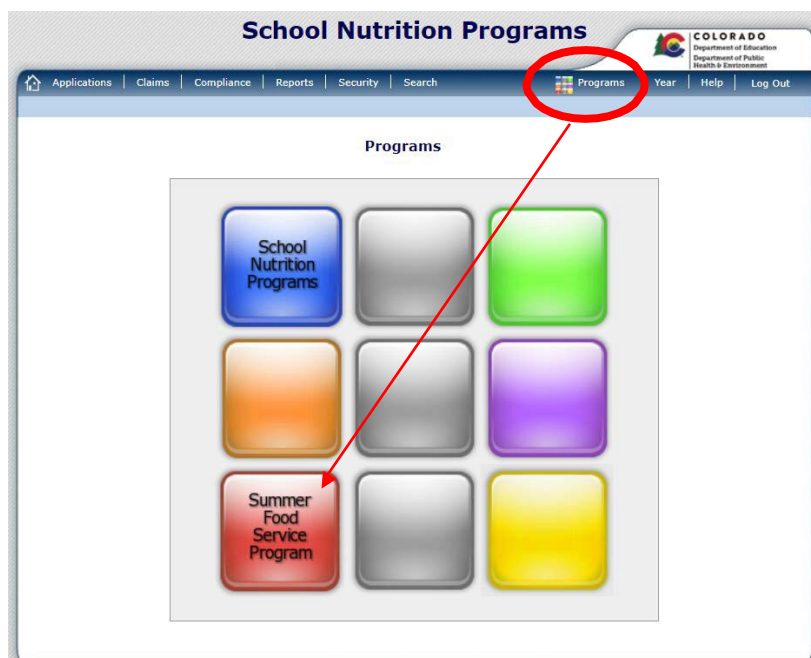 School Nutrition Programs
COLORADO
Department of Education
Department of Public
Health & Environment
Applications | Claims | Compliance | Reports | Security | Search Programs Year | Help | Log Out
Programs
School
Nutrition
Programs
Summer
Food
Service
Program